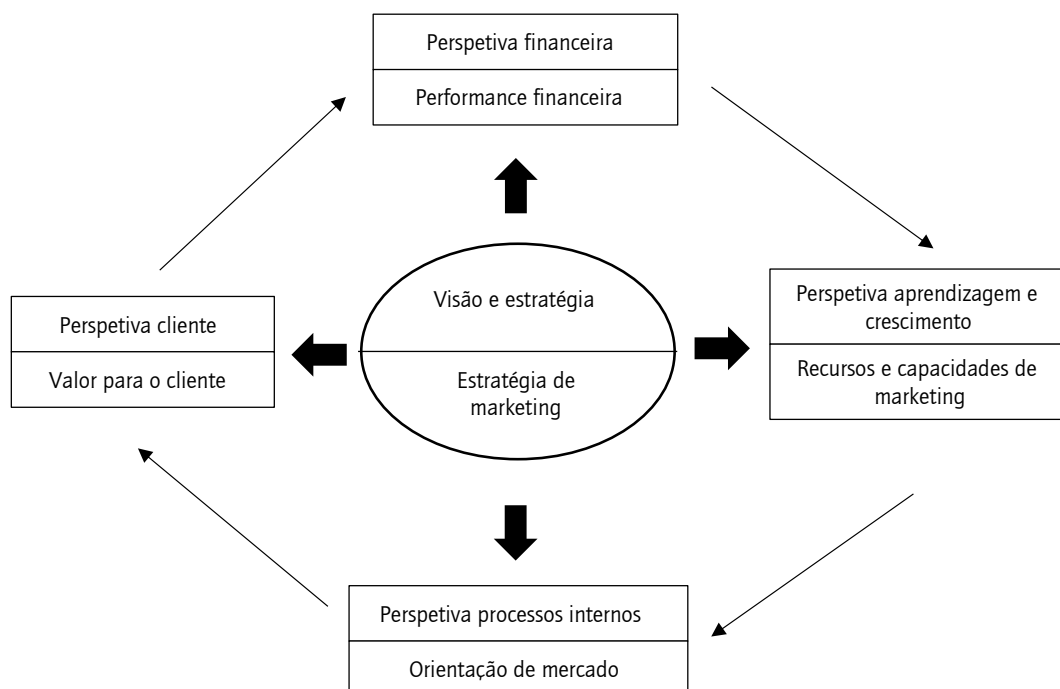 Perspetiva financeira
Performance financeira
Visão e estratégia
Estratégia de
marketing
Perspetiva cliente
Valor para o cliente
Perspetiva aprendizagem e
crescimento
Recursos e capacidades de
marketing
Perspetiva processos internos
Orientação de mercado